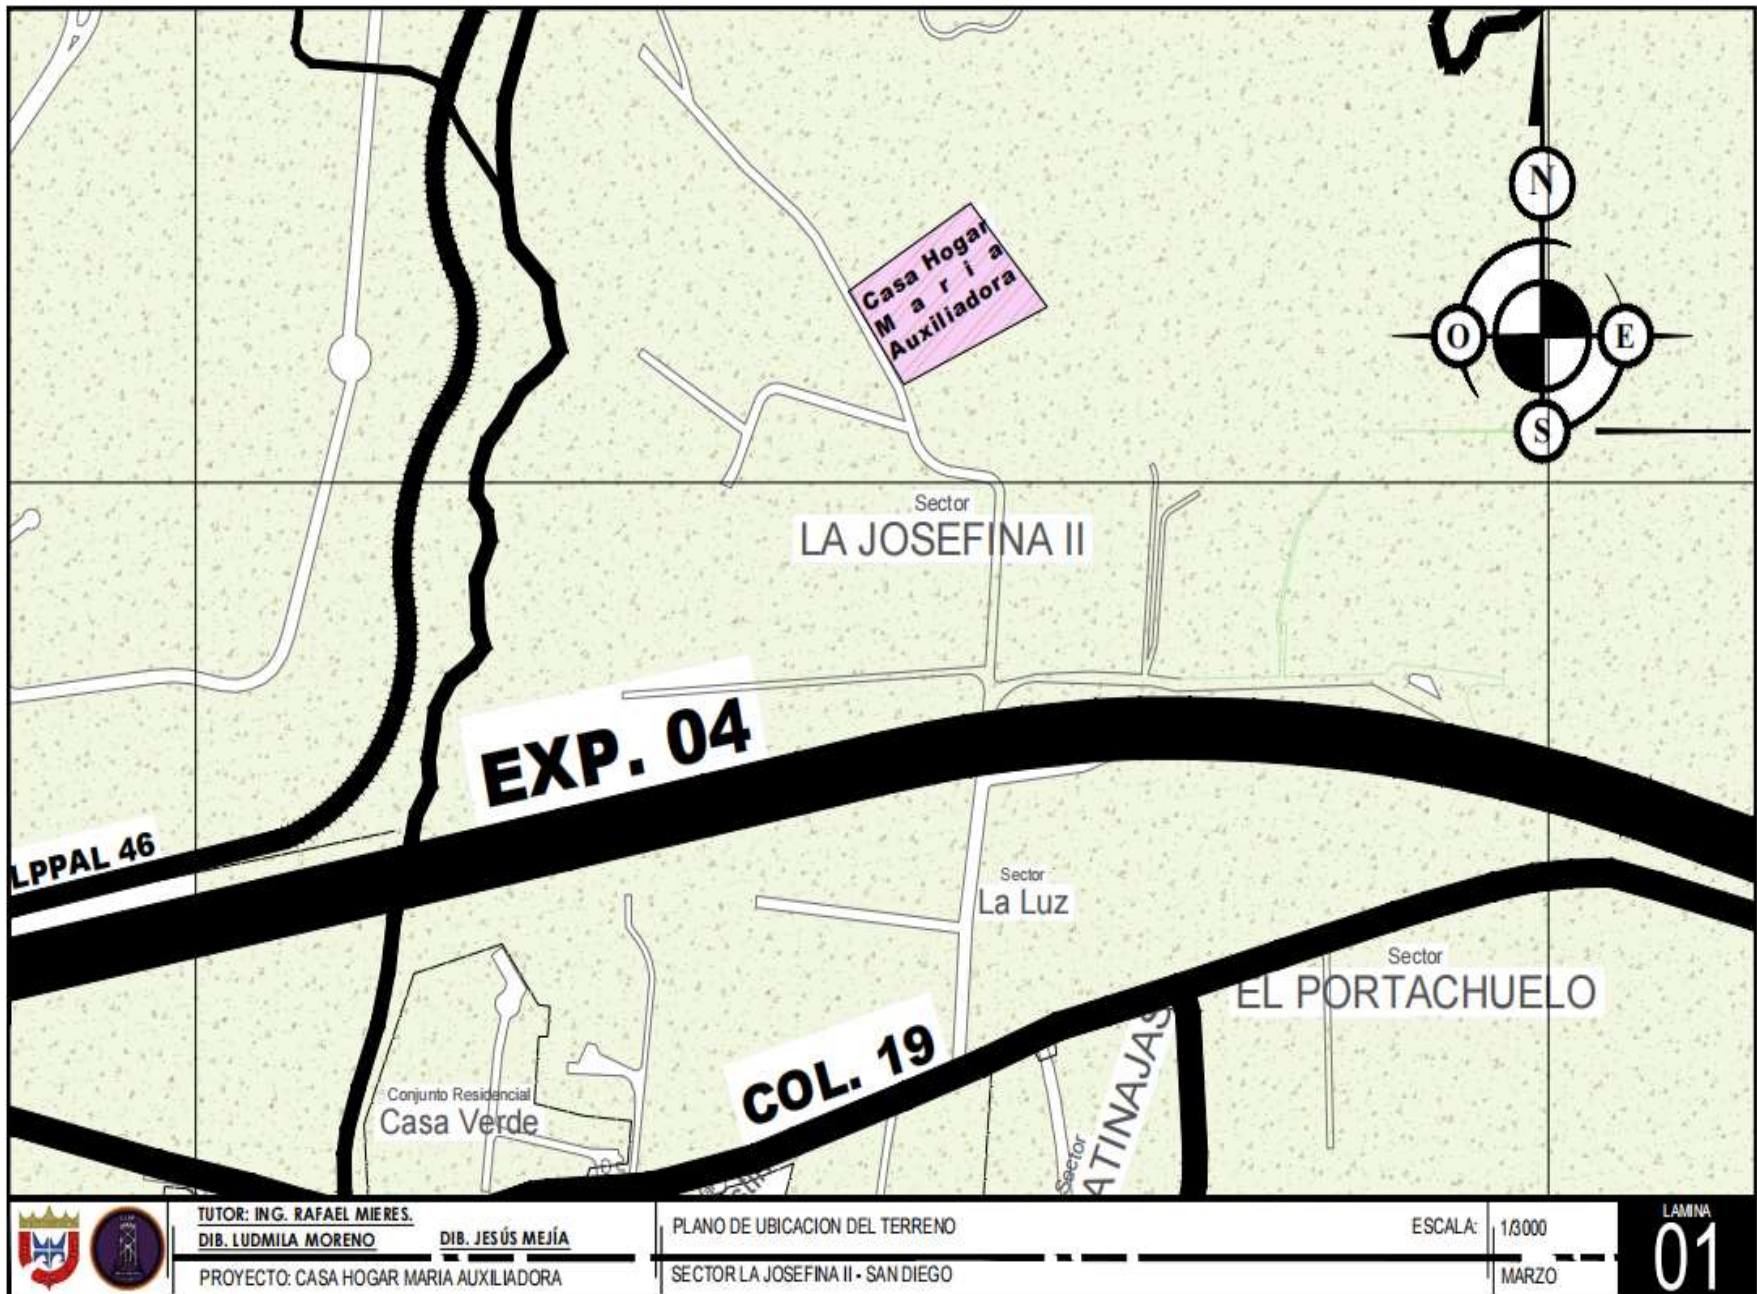 Casa Hogar
Maria
Auxiliadora
N
O
E
S
Sector
LA JOSEFINA II
EXP. 04
LPPAL 46
Sector
La Luz
Sector
EL PORTACHUELO
COL. 19
Conjunto Residencial
Casa Verde
Sector
ATINAJAS
TUTOR: ING. RAFAEL MIERES.
DIB. LUDMILA MORENO DIB. JESÚS MEJÍA
PROYECTO: CASA HOGAR MARIA AUXILIADORA
PLANO DE UBICACION DEL TERRENO
SECTOR LA JOSEFINA II - SAN DIEGO
ESCALA: 1/3000
MARZO
LAMINA
01